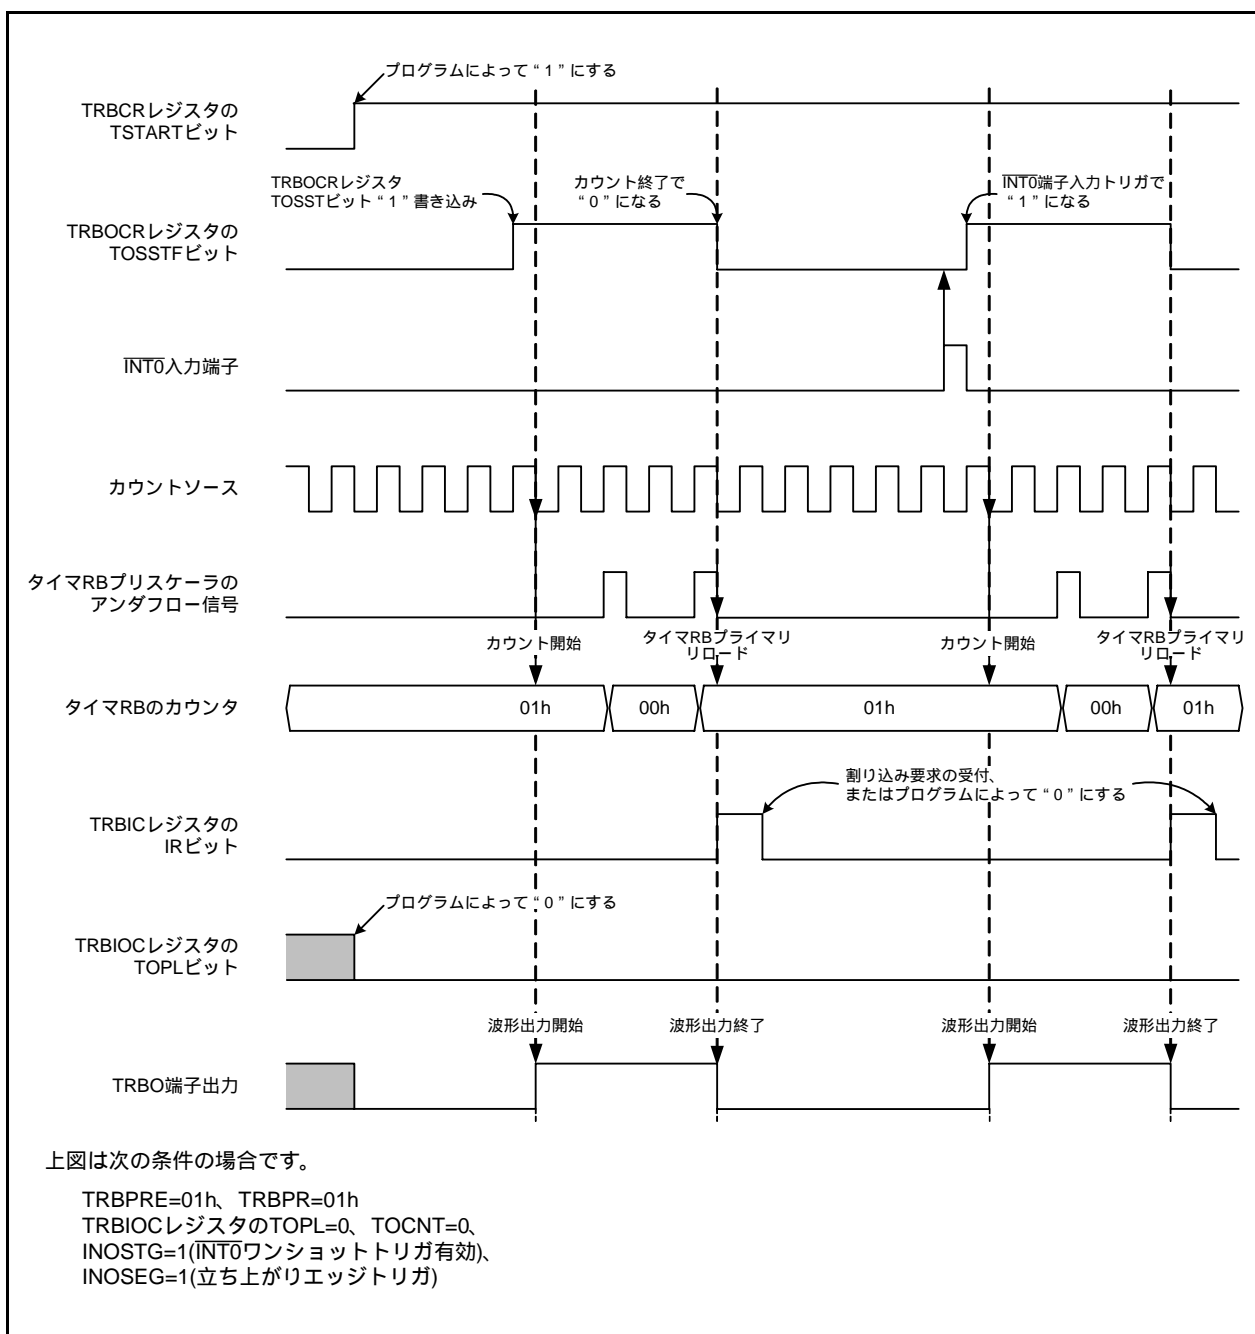 プログラムによって“1”にする
TRBCRレジスタの
TSTARTビット
TRBOCRレジスタ
TOSSTビット“1”書き込み
カウント終了で
“0”になる
INT0端子入力トリガで
“1”になる
TRBOCRレジスタの
TOSSTFビット
INT0入力端子
カウントソース
タイマRBプリスケーラの
アンダフロー信号
カウント開始
タイマRBプライマリ
リロード
カウント開始
タイマRBプライマリ
リロード
タイマRBのカウンタ
01h
00h
01h
00h
01h
割り込み要求の受付、
またはプログラムによって“0”にする
TRBICレジスタの
IRビット
プログラムによって“0”にする
TRBIOCレジスタの
TOPLビット
波形出力開始
波形出力終了
波形出力開始
波形出力終了
TRBO端子出力
上図は次の条件の場合です。
TRBPRE=01h、TRBPR=01h
TRBIOCレジスタのTOPL=0、TOCNT=0、
INOSTG=1(INT0ワンショットトリガ有効)、
INOSEG=1(立ち上がりエッジトリガ)